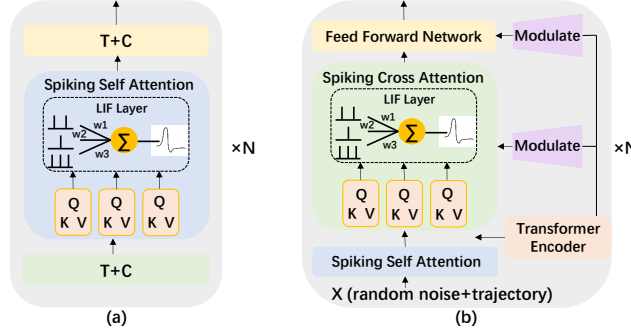 T+C
Spiking Self Attention
LIF Layer
w1
w2
w3
Σ
Q
K V
Q
K V
Q
K V
T+C
×N
(a)
Feed Forward Network
Modulate
Spiking Cross Attention
LIF Layer
w1
w2
w3
Σ
Modulate
×N
Q
K V
Q
K V
Q
K V
Transformer
Encoder
Spiking Self Attention
X (random noise+trajectory)
(b)